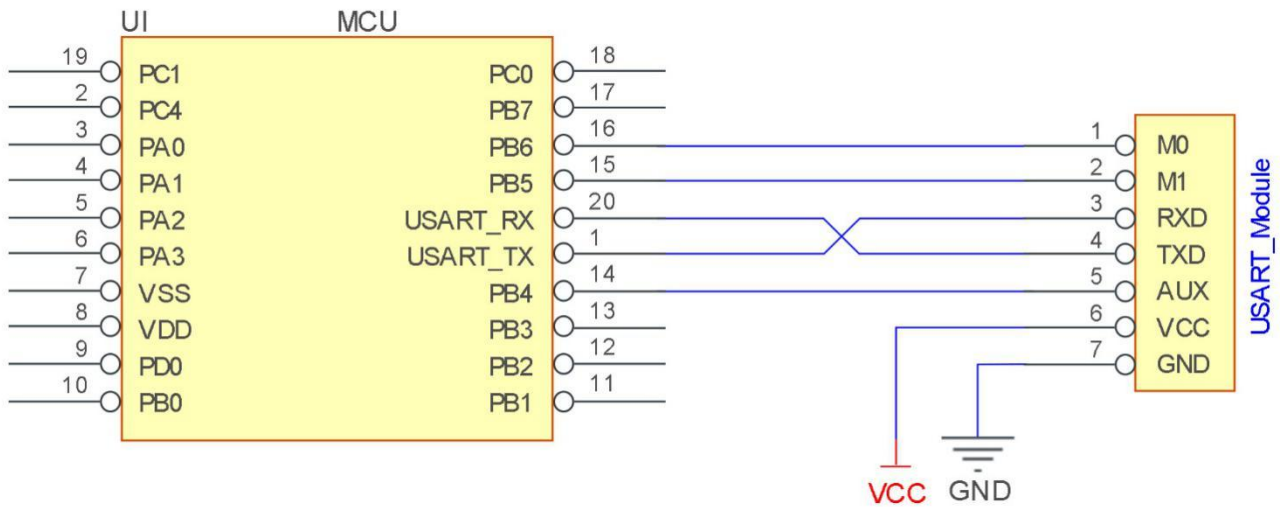 UI MCU
19 PC1 PC0 18
2 PC4 PB7 17
3 PA0 PB6 16 1 M0
4 PA1 PB5 15 2 M1
5 PA2 USART_RX 20 3 RXD
6 PA3 USART_TX 1 4 TXD
7 VSS PB4 14 5 AUX
8 VDD PB3 13 6 VCC
9 PD0 PB2 12 7 GND
10 PB0 PB1 11
USART_Module
VCC GND